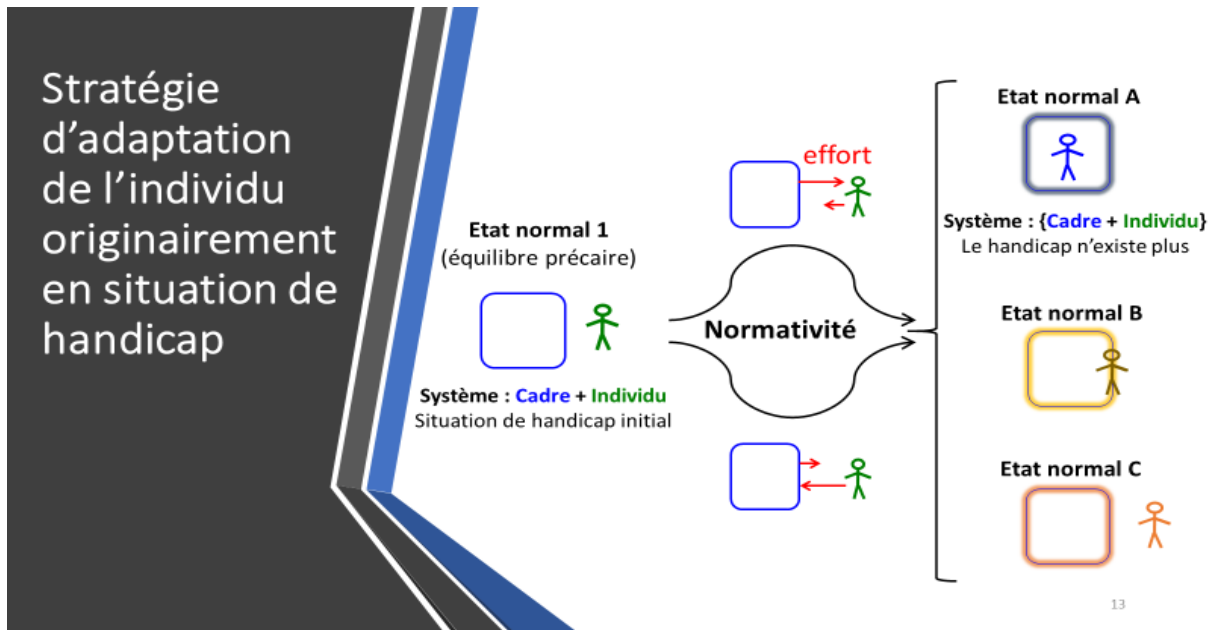 Stratégie
d'adaptation
de l'individu
originairement
en situation de
handicap
Etat normal 1
(équilibre précaire)
Système : Cadre + Individu
Situation de handicap initial
effort
Normativité
Etat normal A
Système : {Cadre + Individu}
Le handicap n'existe plus
Etat normal B
Etat normal C
13